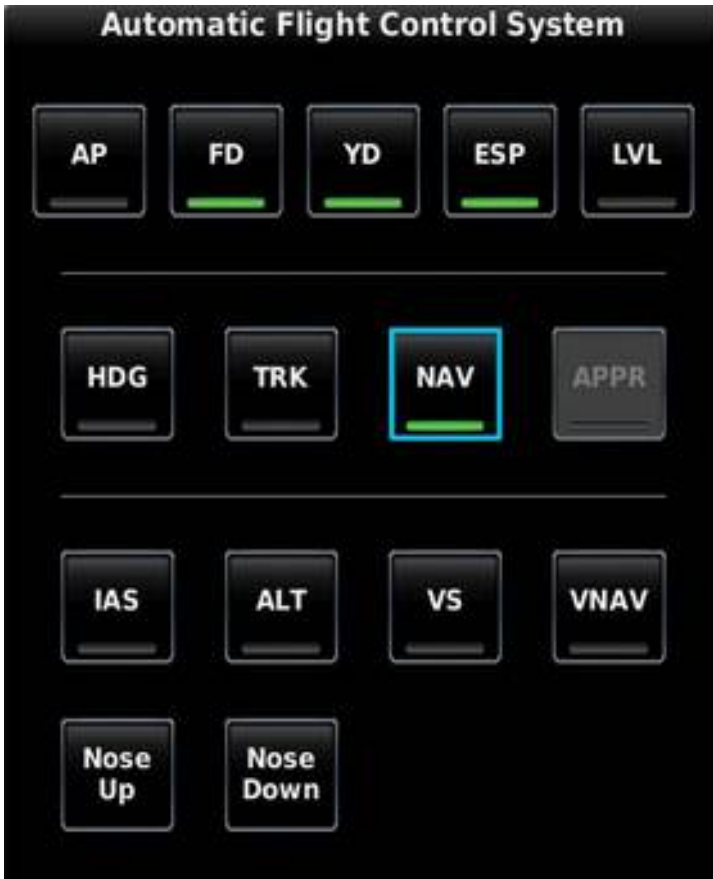 Automatic Flight Control System
AP FD YD ESP LVL
HDG TRK NAV APPR
IAS ALT VS VNAV
Nose Nose
Up Down